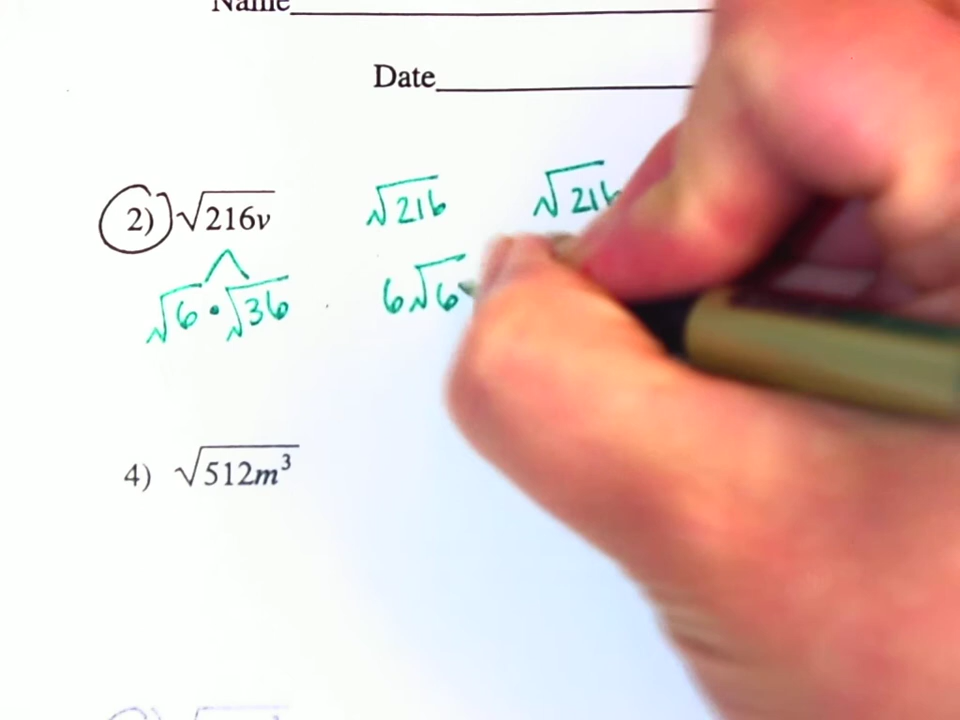 Name
Date
2) √216v √216 √216
√6 · √36 6√6
4) √512m³